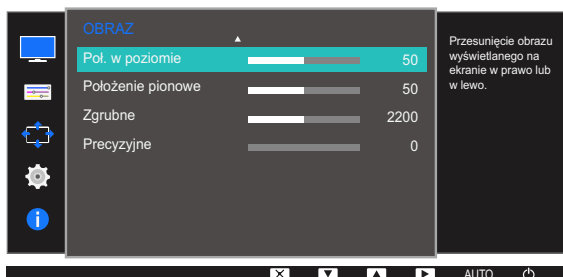 OBRAZ
Poł. w poziomie 50
Położenie pionowe 50
Zgrubne 2200
Precyzyjne 0
Przesunięcie obrazu
wyświetlanego na
ekranie w prawo lub
w lewo.
AUTO